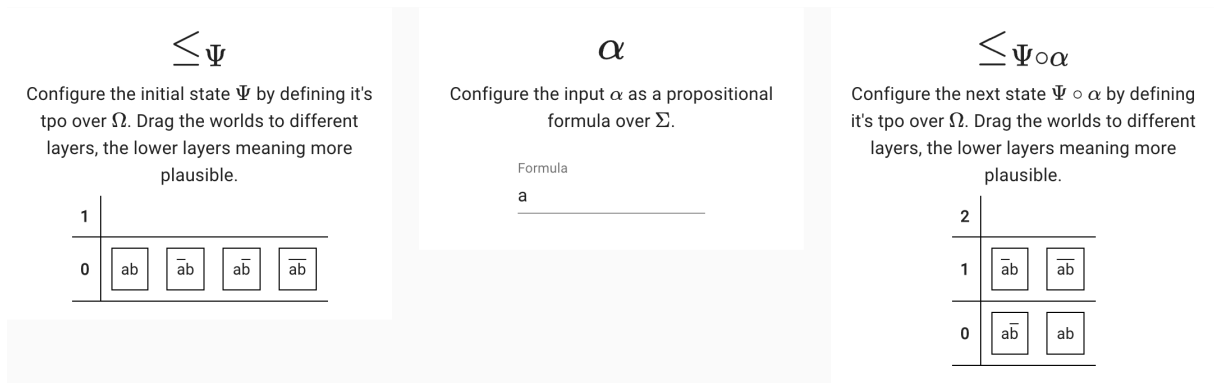 ≤Ψ
Configure the initial state Ψ by defining it's
tpo over Ω. Drag the worlds to different
layers, the lower layers meaning more
plausible.
1
0 ab a̅b ab̅ a̅b̅
α
Configure the input α as a propositional
formula over Σ.
Formula
a
≤Ψ∘α
Configure the next state Ψ ∘ α by defining
it's tpo over Ω. Drag the worlds to different
layers, the lower layers meaning more
plausible.
2
1 a̅b a̅b̅
0 ab̅ ab